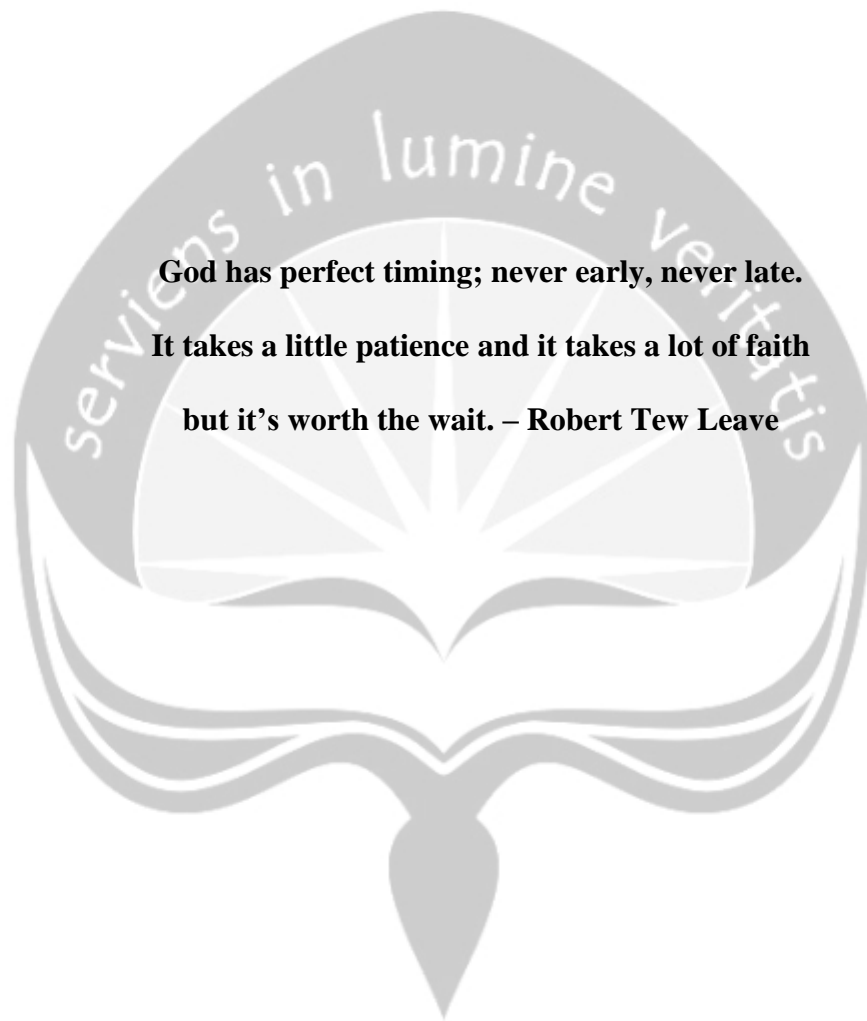 serviens in lumine veritatis
God has perfect timing; never early, never late.
It takes a little patience and it takes a lot of faith
but it’s worth the wait. – Robert Tew Leave